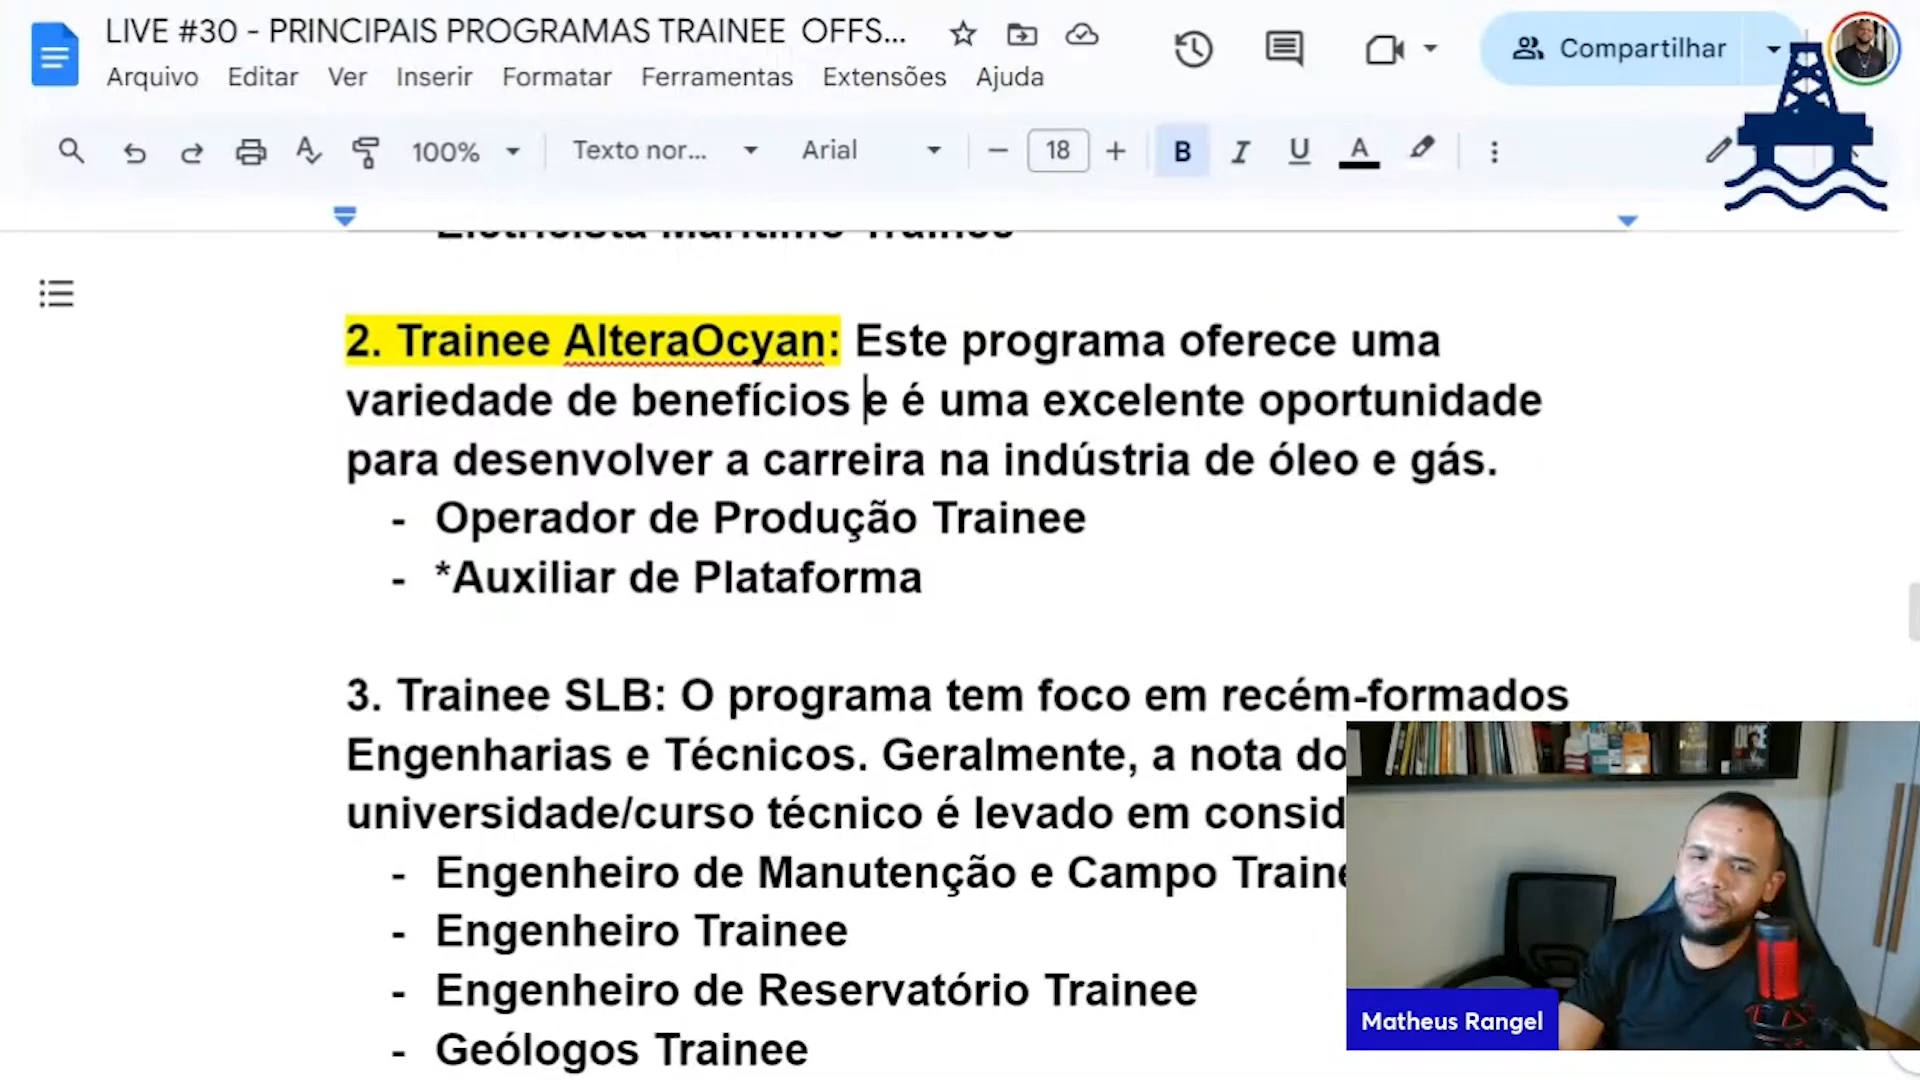 LIVE #30 - PRINCIPAIS PROGRAMAS TRAINEE OFFS...
Arquivo Editar Ver Inserir Formatar Ferramentas Extensões Ajuda
Compartilhar
100% Texto nor... Arial 18 B I U A
Eletricista Marítimo Trainee
2. Trainee AlteraOcyan: Este programa oferece uma
variedade de benefícios e é uma excelente oportunidade
para desenvolver a carreira na indústria de óleo e gás.
- Operador de Produção Trainee
- *Auxiliar de Plataforma
3. Trainee SLB: O programa tem foco em recém-formados
Engenharias e Técnicos. Geralmente, a nota do
universidade/curso técnico é levado em consid
- Engenheiro de Manutenção e Campo Traine
- Engenheiro Trainee
- Engenheiro de Reservatório Trainee
- Geólogos Trainee
Matheus Rangel